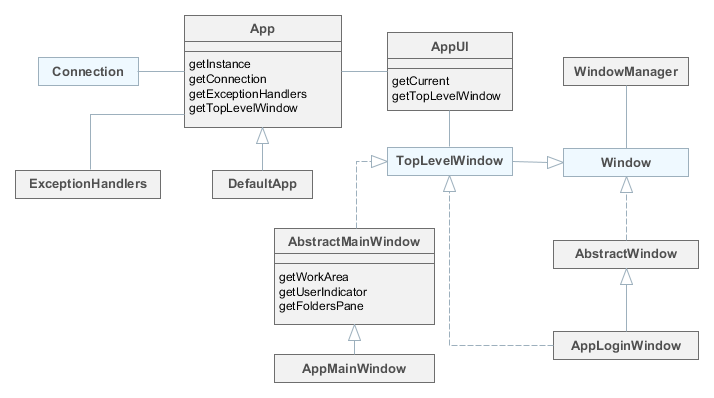 App
getInstance
getConnection
getExceptionHandlers
getTopLevelWindow
AppUI
getCurrent
getTopLevelWindow
Connection
WindowManager
ExceptionHandlers
DefaultApp
TopLevelWindow
Window
AbstractMainWindow
getWorkArea
getUserIndicator
getFoldersPane
AbstractWindow
AppLoginWindow
AppMainWindow